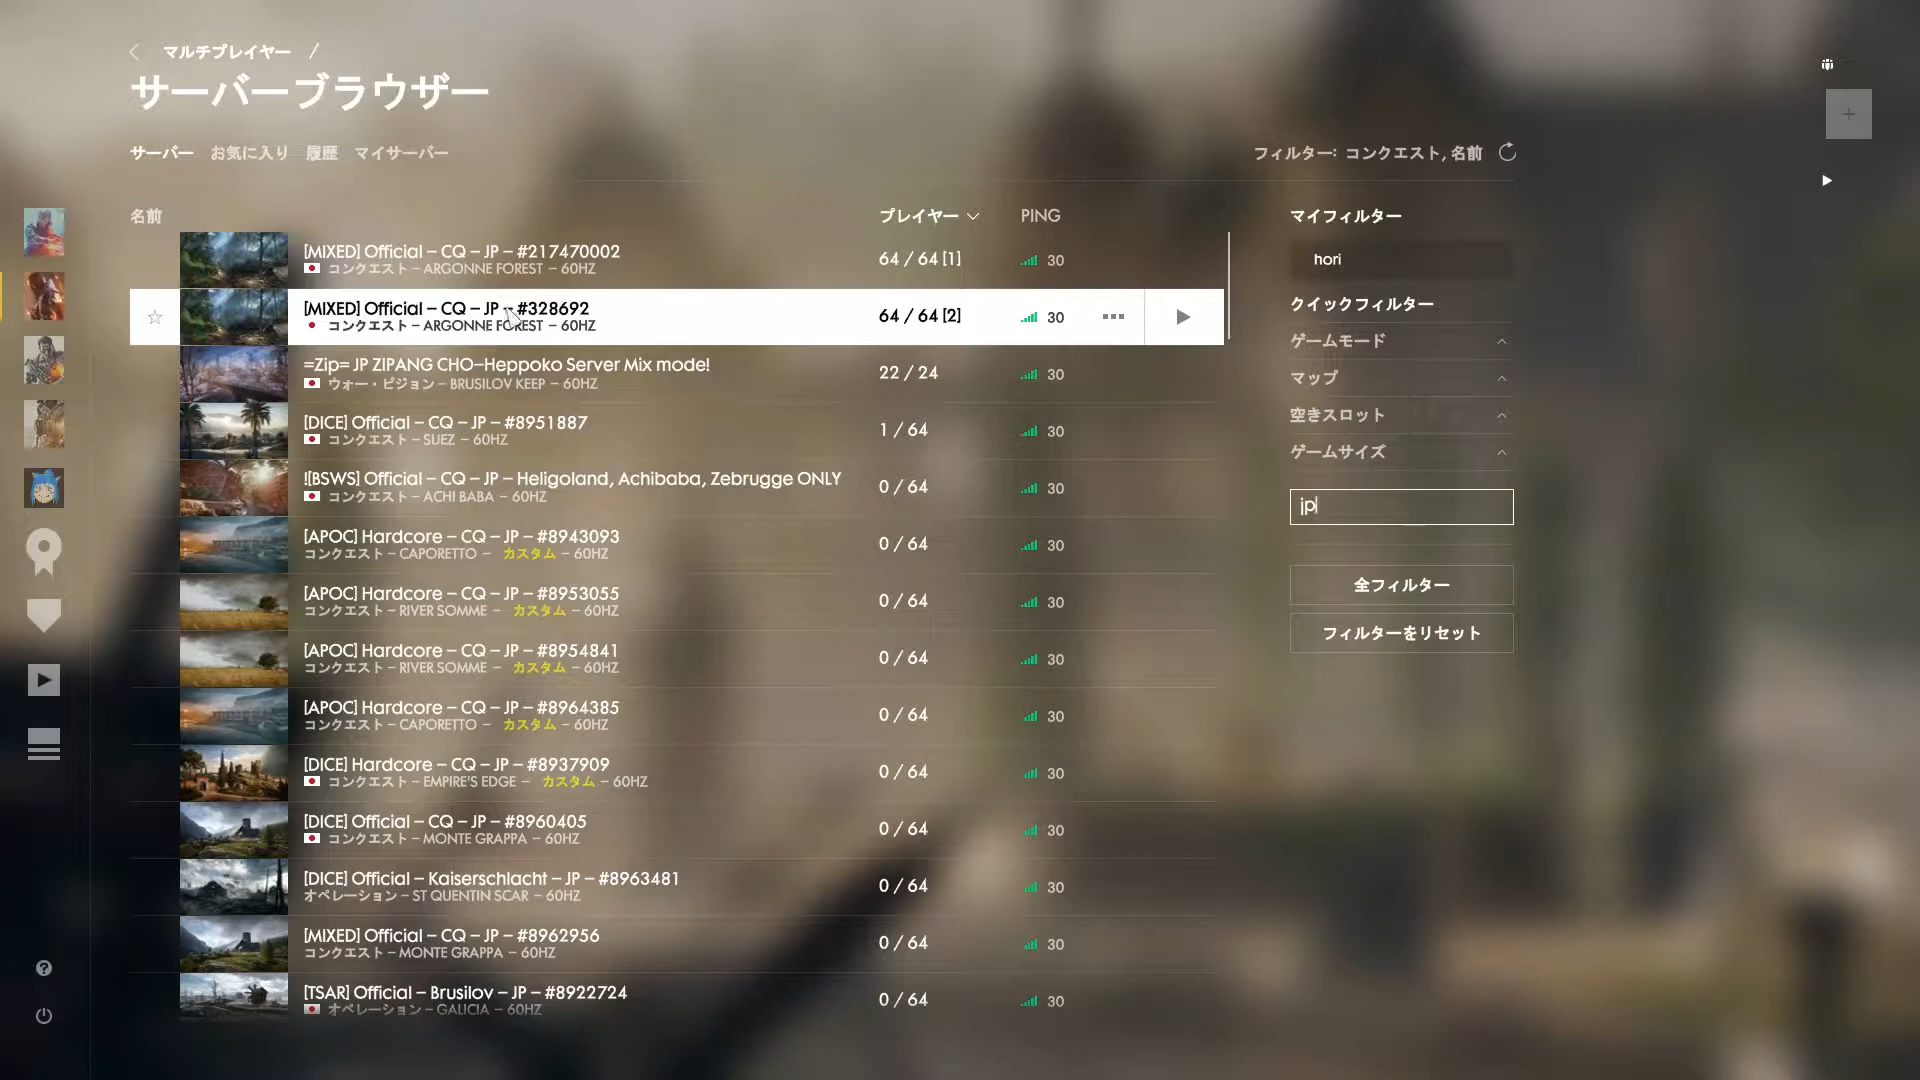 マルチプレイヤー /
サーバーブラウザー
サーバー お気に入り 履歴 マイサーバー
フィルター: コンクエスト, 名前
名前 プレイヤー PING
[MIXED] Official – CQ – JP – #217470002
コンクエスト – ARGONNE FOREST – 60HZ
64 / 64 [1] 30
[MIXED] Official – CQ – JP – #328692
コンクエスト – ARGONNE FOREST – 60HZ
64 / 64 [2] 30
=Zip= JP ZIPANG CHO–Heppoko Server Mix mode!
ウォー・ピジョン – BRUSILOV KEEP – 60HZ
22 / 24 30
[DICE] Official – CQ – JP – #8951887
コンクエスト – SUEZ – 60HZ
1 / 64 30
![BSWS] Official – CQ – JP – Heligoland, Achibaba, Zebrugge ONLY
コンクエスト – ACHI BABA – 60HZ
0 / 64 30
[APOC] Hardcore – CQ – JP – #8943093
コンクエスト – CAPORETTO – カスタム – 60HZ
0 / 64 30
[APOC] Hardcore – CQ – JP – #8953055
コンクエスト – RIVER SOMME – カスタム – 60HZ
0 / 64 30
[APOC] Hardcore – CQ – JP – #8954841
コンクエスト – RIVER SOMME – カスタム – 60HZ
0 / 64 30
[APOC] Hardcore – CQ – JP – #8964385
コンクエスト – CAPORETTO – カスタム – 60HZ
0 / 64 30
[DICE] Hardcore – CQ – JP – #8937909
コンクエスト – EMPIRE'S EDGE – カスタム – 60HZ
0 / 64 30
[DICE] Official – CQ – JP – #8960405
コンクエスト – MONTE GRAPPA – 60HZ
0 / 64 30
[DICE] Official – Kaiserschlacht – JP – #8963481
オペレーション – ST QUENTIN SCAR – 60HZ
0 / 64 30
[MIXED] Official – CQ – JP – #8962956
コンクエスト – MONTE GRAPPA – 60HZ
0 / 64 30
[TSAR] Official – Brusilov – JP – #8922724
オペレーション – GALICIA – 60HZ
0 / 64 30
マイフィルター
hori
クイックフィルター
ゲームモード
マップ
空きスロット
ゲームサイズ
jp
全フィルター
フィルターをリセット